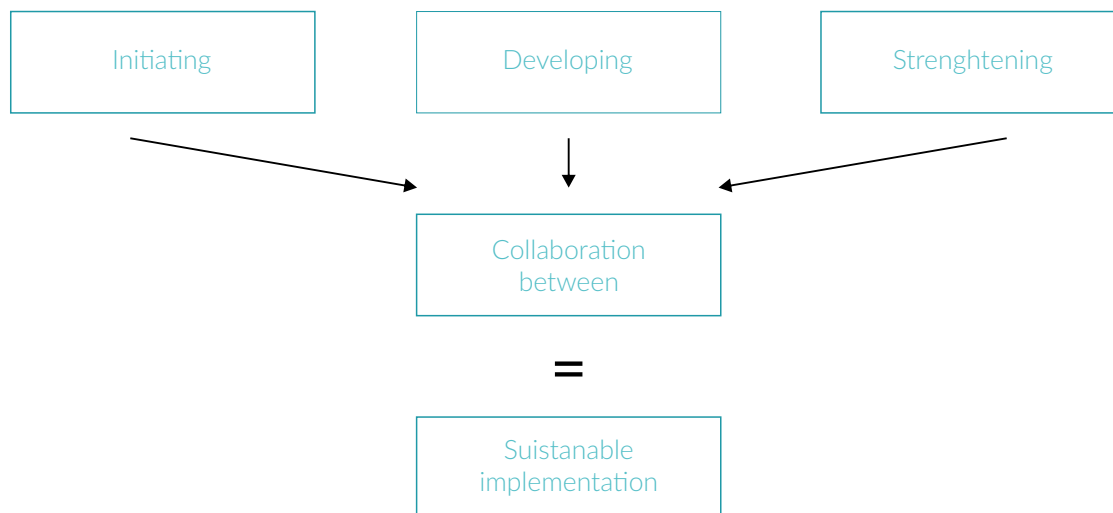 Initiating
Developing
Strenghtening
Collaboration
between
=
Suistanable
implementation